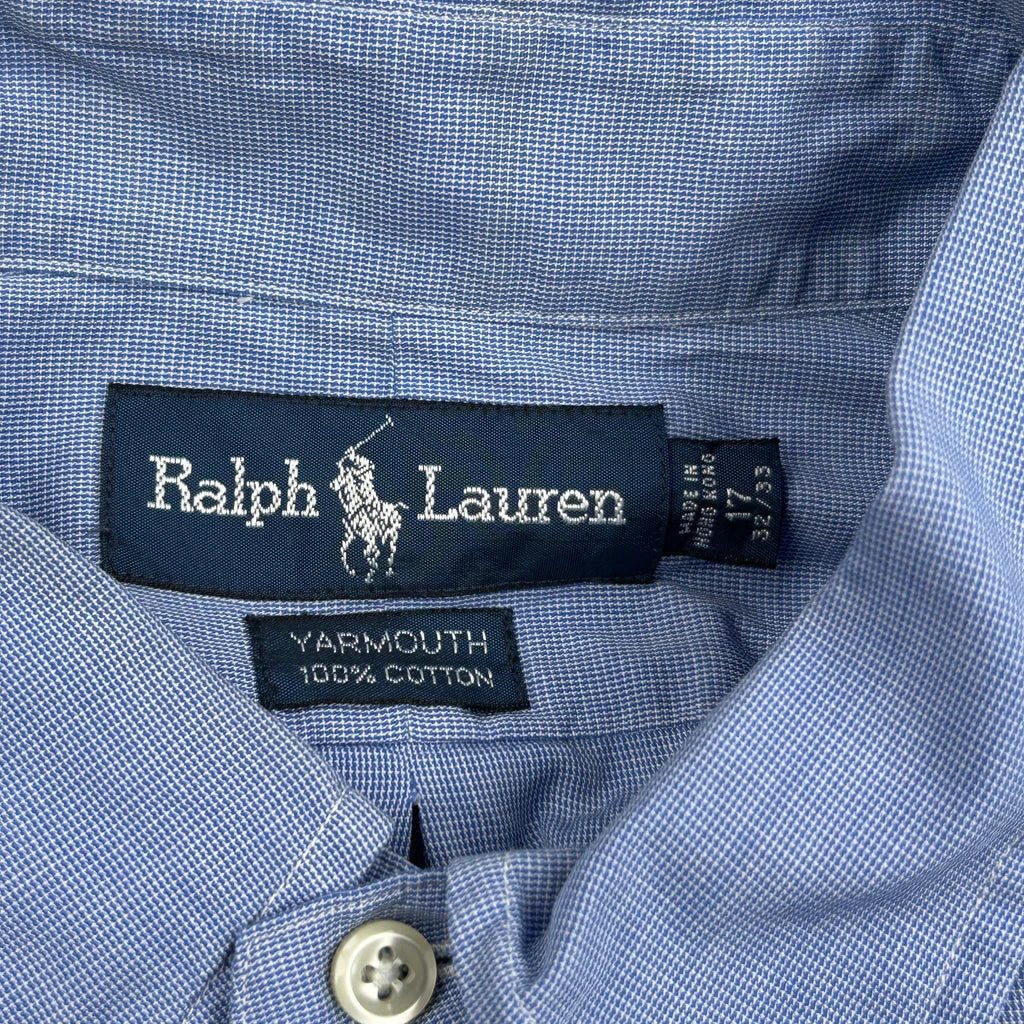 Ralph Lauren
MADE IN
HONG KONG
17
32/33
YARMOUTH
100% COTTON